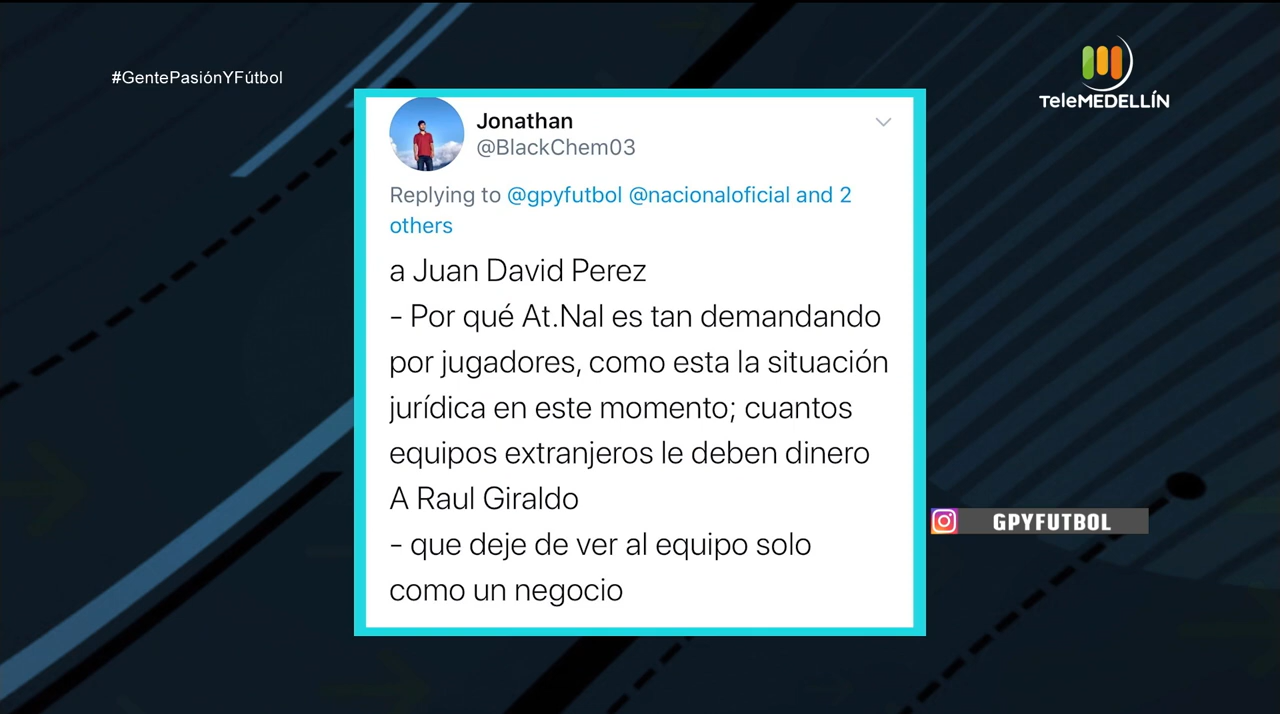 #GentePasiónYFútbol
TeleMEDELLÍN
Jonathan
@BlackChem03
Replying to @gpyfutbol @nacionaloficial and 2
others
a Juan David Perez
- Por qué At.Nal es tan demandando
por jugadores, como esta la situación
jurídica en este momento; cuantos
equipos extranjeros le deben dinero
A Raul Giraldo
- que deje de ver al equipo solo
como un negocio
GPYFUTBOL